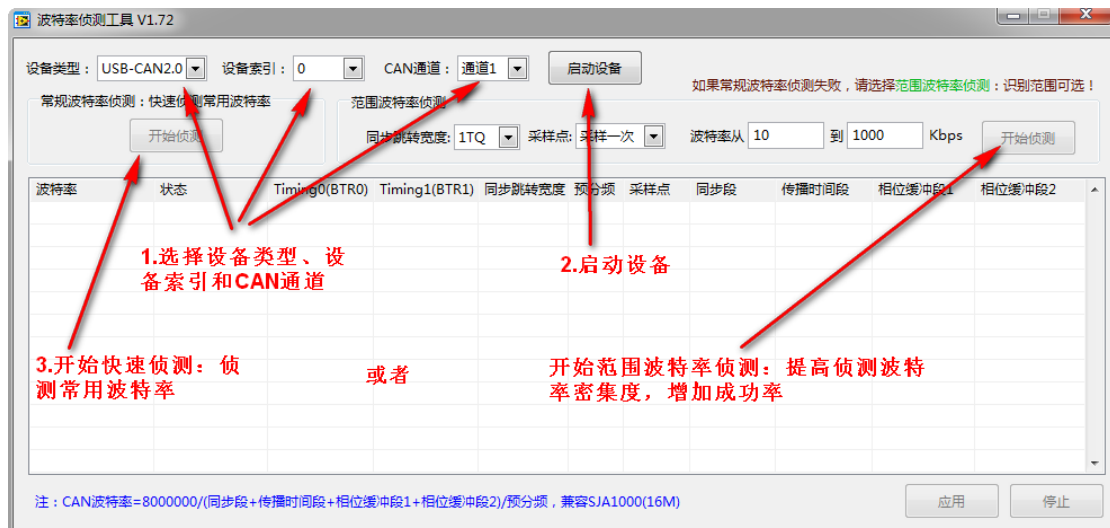 波特率侦测工具 V1.72
设备类型： USB-CAN2.0 设备索引： 0 CAN通道： 通道1 启动设备
如果常规波特率侦测失败，请选择范围波特率侦测：识别范围可选！
常规波特率侦测：快速侦测常用波特率 范围波特率侦测
开始侦测 同步跳转宽度: 1TQ 采样点: 采样一次 波特率从 10 到 1000 Kbps 开始侦测
波特率 状态 Timing0(BTR0) Timing1(BTR1) 同步跳转宽度 预分频 采样点 同步段 传播时间段 相位缓冲段1 相位缓冲段2
1.选择设备类型、设
备索引和CAN通道
2.启动设备
3.开始快速侦测：侦
测常用波特率
或者
开始范围波特率侦测：提高侦测波特
率密集度，增加成功率
注：CAN波特率=8000000/(同步段+传播时间段+相位缓冲段1+相位缓冲段2)/预分频，兼容SJA1000(16M)
应用 停止